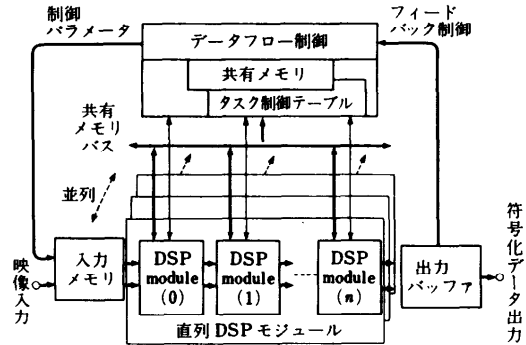 制御
パラメータ
データフロー制御
フィード
バック制御
共有メモリ
タスク制御テーブル
共有
メモリ
バス
並列
映像入力
入力
メモリ
DSP
module
(0)
DSP
module
(1)
DSP
module
(n)
出力
バッファ
符号化データ出力
直列DSPモジュール